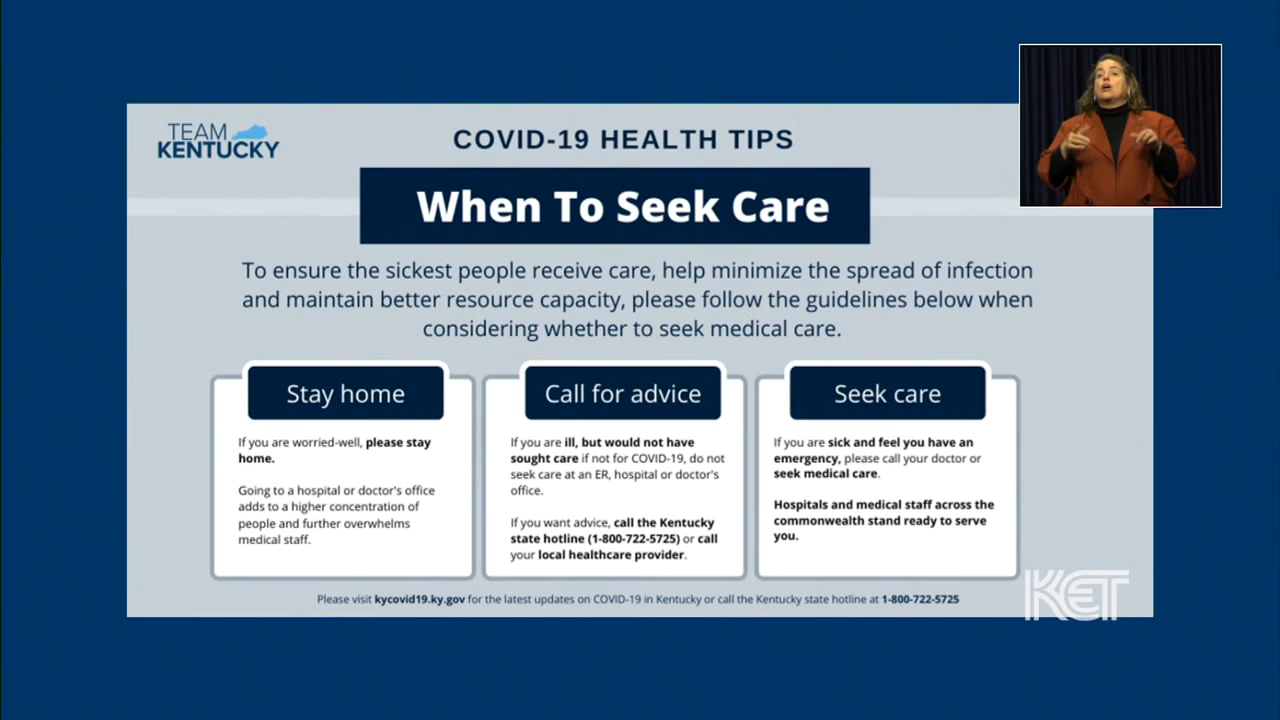 TEAM
KENTUCKY
COVID-19 HEALTH TIPS
When To Seek Care
To ensure the sickest people receive care, help minimize the spread of infection
and maintain better resource capacity, please follow the guidelines below when
considering whether to seek medical care.
Stay home
If you are worried-well, please stay
home.
Going to a hospital or doctor's office
adds to a higher concentration of
people and further overwhelms
medical staff.
Call for advice
If you are ill, but would not have
sought care if not for COVID-19, do not
seek care at an ER, hospital or doctor's
office.
If you want advice, call the Kentucky
state hotline (1-800-722-5725) or call
your local healthcare provider.
Seek care
If you are sick and feel you have an
emergency, please call your doctor or
seek medical care.
Hospitals and medical staff across the
commonwealth stand ready to serve
you.
Please visit kycovid19.ky.gov for the latest updates on COVID-19 in Kentucky or call the Kentucky state hotline at 1-800-722-5725
KET